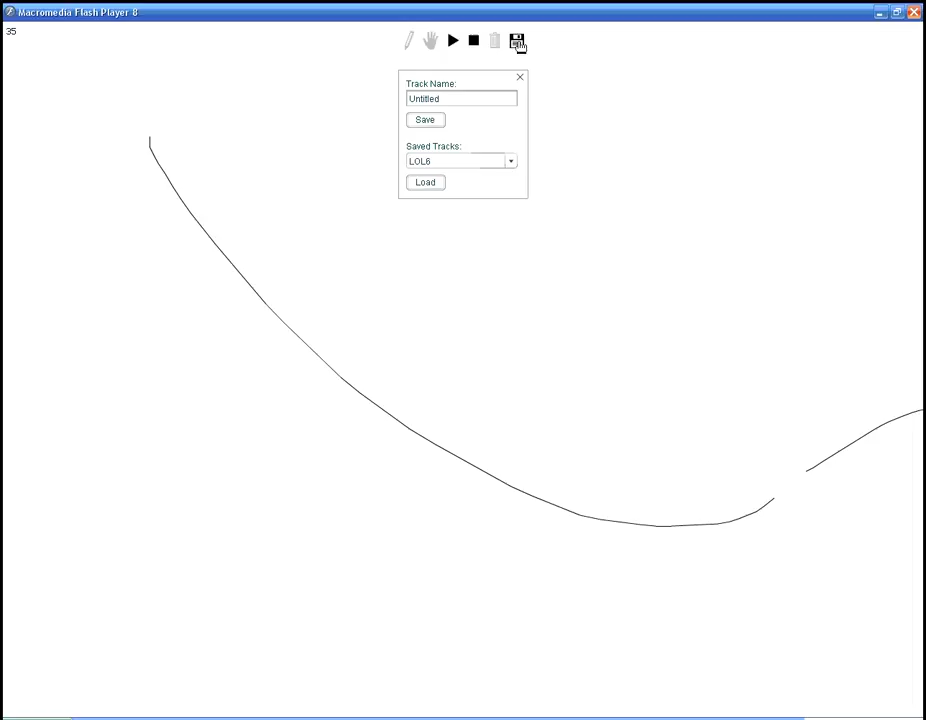 Macromedia Flash Player 8
35
Track Name:
Untitled
Save
Saved Tracks:
LOL6
Load